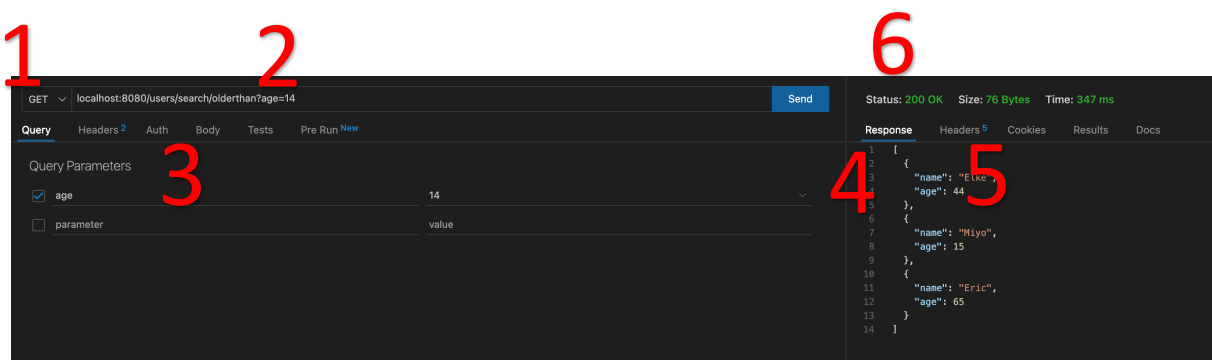 1
2
6
GET localhost:8080/users/search/olderthan?age=14 Send
Status: 200 OK Size: 76 Bytes Time: 347 ms
Query Headers 2 Auth Body Tests Pre Run New
Response Headers 5 Cookies Results Docs
3
4
5
Query Parameters
age 14
parameter value
1 [
2 {
3 "name": "Elke",
4 "age": 44
5 },
6 {
7 "name": "Miyo",
8 "age": 15
9 },
10 {
11 "name": "Eric",
12 "age": 65
13 }
14 ]